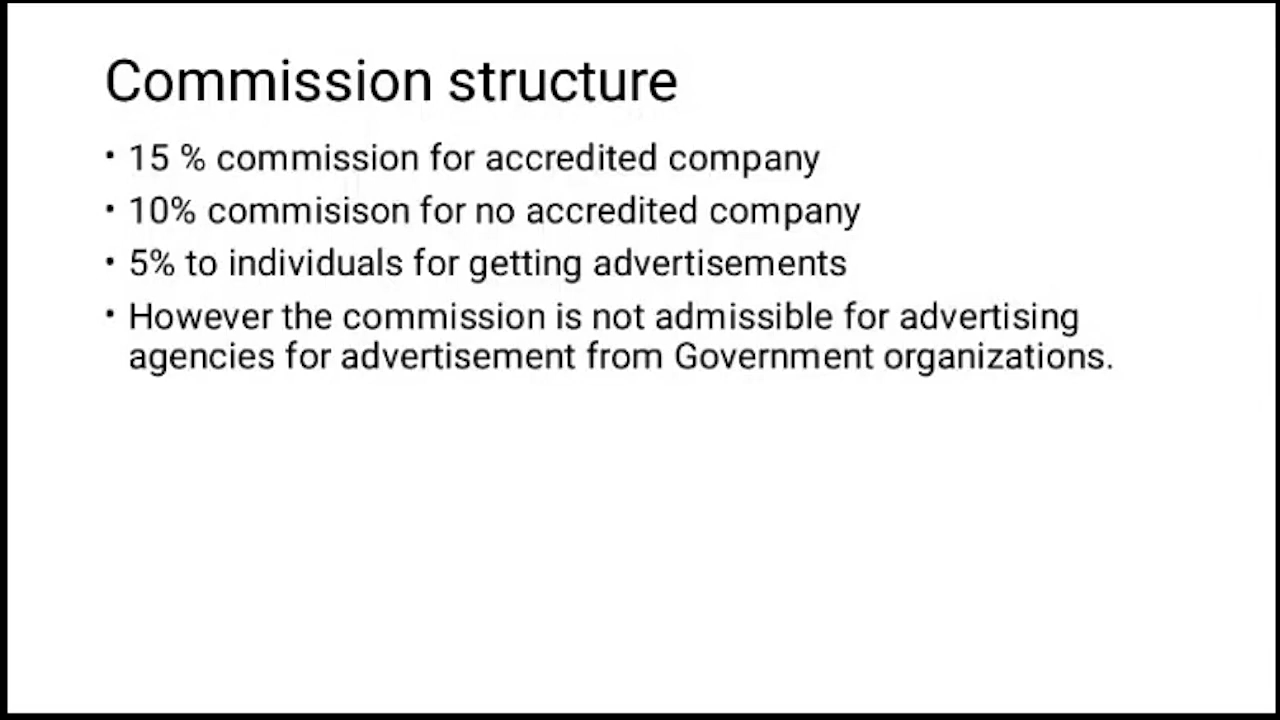 Commission structure
• 15 % commission for accredited company
• 10% commisison for no accredited company
• 5% to individuals for getting advertisements
• However the commission is not admissible for advertising
agencies for advertisement from Government organizations.